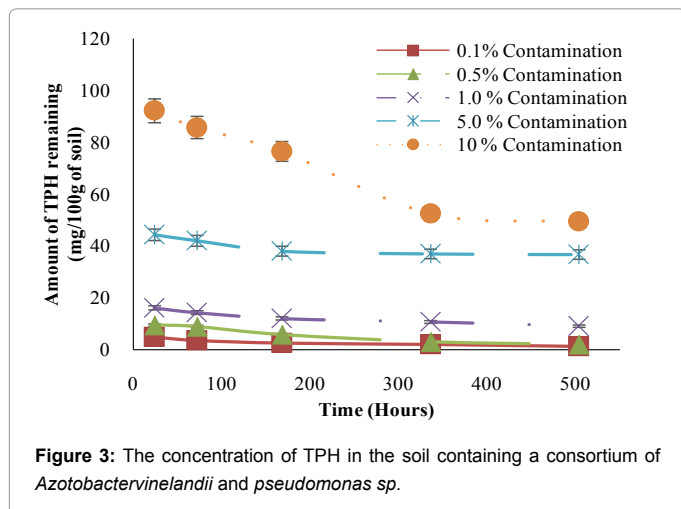 120
100
80
60
40
20
0
0
100
200
300
400
500
Amount of TPH remaining
(mg/100g of soil)
Time (Hours)
0.1% Contamination
0.5% Contamination
1.0 % Contamination
5.0 % Contamination
10 % Contamination
Figure 3: The concentration of TPH in the soil containing a consortium of
Azotobactervinelandii and pseudomonas sp.